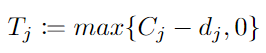 T_j := max{C_j − d_j, 0}